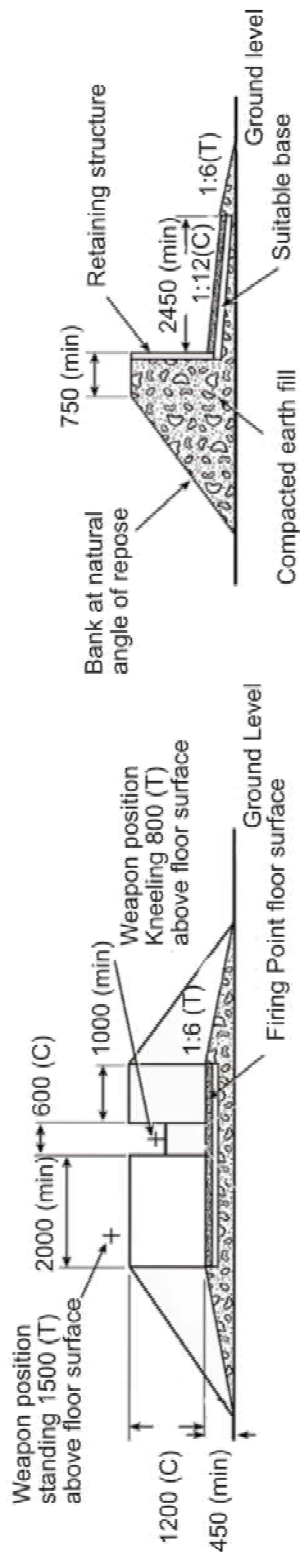 Weapon position
standing 1500 (T)
above floor surface
2000 (min)
600 (C)
1000 (min)
Weapon position
Kneeling 800 (T)
above floor surface
1:6 (T)
1200 (C)
450 (min)
Ground Level
Firing Point floor surface
Bank at natural
angle of repose
750 (min)
Retaining structure
2450 (min)
1:12(C)
1:6(T)
Ground level
Suitable base
Compacted earth fill